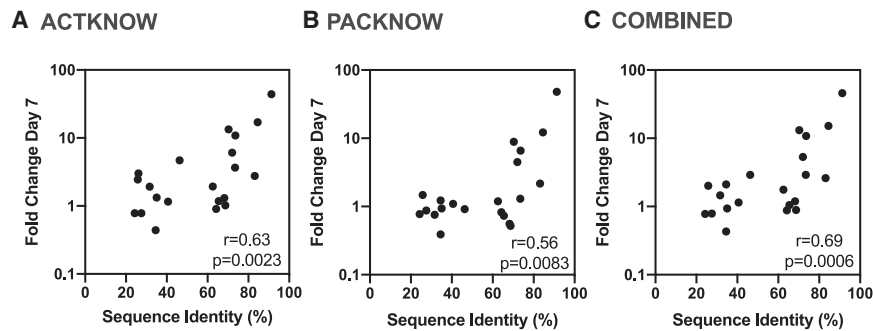 A ACTKNOW
Fold Change Day 7
100
10
1
0.1
r=0.63
p=0.0023
0 20 40 60 80 100
Sequence Identity (%)
B PACKNOW
Fold Change Day 7
100
10
1
0.1
r=0.56
p=0.0083
0 20 40 60 80 100
Sequence Identity (%)
C COMBINED
Fold Change Day 7
100
10
1
0.1
r=0.69
p=0.0006
0 20 40 60 80 100
Sequence Identity (%)